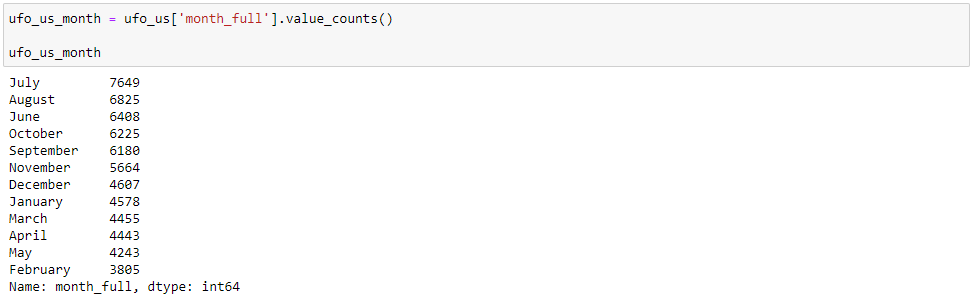 ufo_us_month = ufo_us['month_full'].value_counts()
ufo_us_month
July 7649
August 6825
June 6408
October 6225
September 6180
November 5664
December 4607
January 4578
March 4455
April 4443
May 4243
February 3805
Name: month_full, dtype: int64